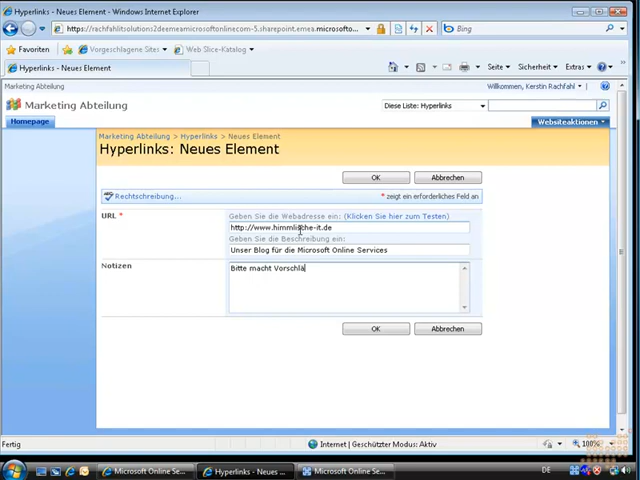 Hyperlinks - Neues Element - Windows Internet Explorer
https://rachfahlitsolutions2deemeamicrosoftonlinecom-5.sharepoint.emea.microsofto...
Bing
Favoriten Vorgeschlagene Sites Web Slice-Katalog
Hyperlinks - Neues Element
Seite Sicherheit Extras
Marketing Abteilung
Willkommen, Kerstin Rachfahl
Marketing Abteilung
Diese Liste: Hyperlinks
Homepage
Websiteaktionen
Marketing Abteilung > Hyperlinks > Neues Element
Hyperlinks: Neues Element
OK Abbrechen
Rechtschreibung...
* zeigt ein erforderliches Feld an
URL *
Geben Sie die Webadresse ein: (Klicken Sie hier zum Testen)
http://www.himmlische-it.de
Geben Sie die Beschreibung ein:
Unser Blog für die Microsoft Online Services
Notizen
Bitte macht Vorschlä
OK Abbrechen
Fertig
Internet | Geschützter Modus: Aktiv
100%
Microsoft Online Se...
Hyperlinks - Neues ...
Microsoft Online Se...
DE